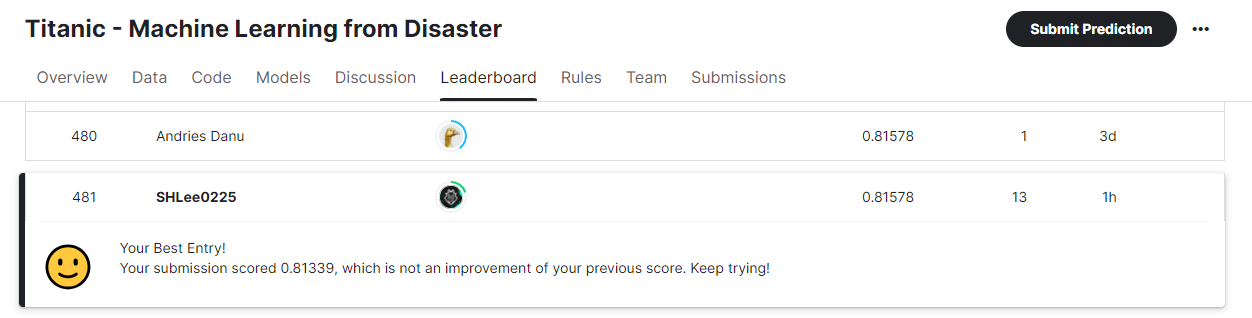 Titanic - Machine Learning from Disaster
Submit Prediction
Overview Data Code Models Discussion Leaderboard Rules Team Submissions
480 Andries Danu 0.81578 1 3d
481 SHLee0225 0.81578 13 1h
Your Best Entry!
Your submission scored 0.81339, which is not an improvement of your previous score. Keep trying!